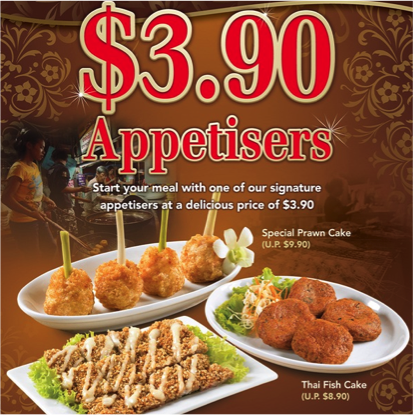 $3.90
Appetisers
Start your meal with one of our signature
appetisers at a delicious price of $3.90
Special Prawn Cake
(U.P. $9.90)
Thai Fish Cake
(U.P. $8.90)